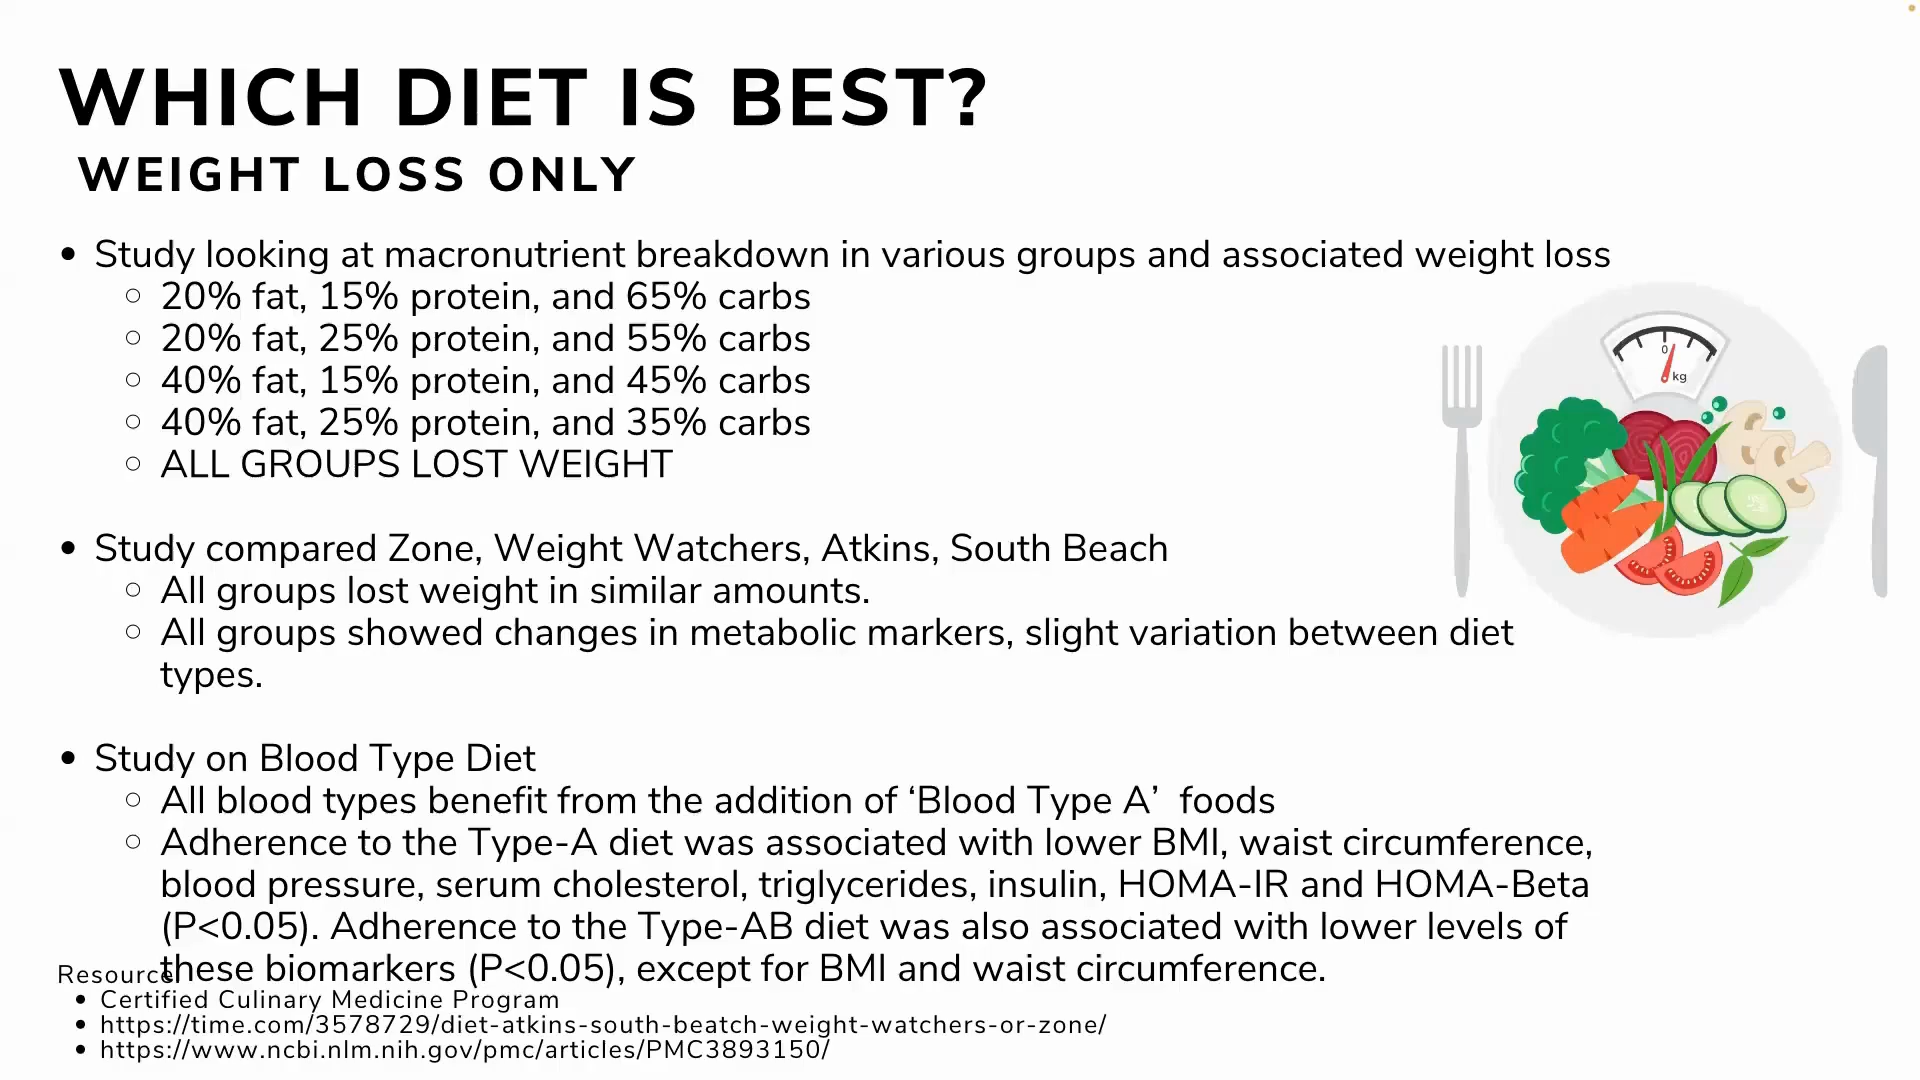 WHICH DIET IS BEST?
WEIGHT LOSS ONLY
• Study looking at macronutrient breakdown in various groups and associated weight loss
○ 20% fat, 15% protein, and 65% carbs
○ 20% fat, 25% protein, and 55% carbs
○ 40% fat, 15% protein, and 45% carbs
○ 40% fat, 25% protein, and 35% carbs
○ ALL GROUPS LOST WEIGHT
0
kg
• Study compared Zone, Weight Watchers, Atkins, South Beach
○ All groups lost weight in similar amounts.
○ All groups showed changes in metabolic markers, slight variation between diet
types.
• Study on Blood Type Diet
○ All blood types benefit from the addition of ‘Blood Type A’ foods
○ Adherence to the Type-A diet was associated with lower BMI, waist circumference,
blood pressure, serum cholesterol, triglycerides, insulin, HOMA-IR and HOMA-Beta
(P<0.05). Adherence to the Type-AB diet was also associated with lower levels of
these biomarkers (P<0.05), except for BMI and waist circumference.
Resource
• Certified Culinary Medicine Program
• https://time.com/3578729/diet-atkins-south-beatch-weight-watchers-or-zone/
• https://www.ncbi.nlm.nih.gov/pmc/articles/PMC3893150/